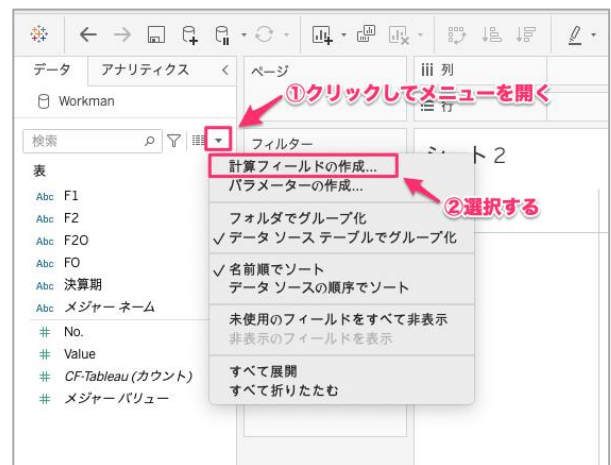 データ アナリティクス <
ページ
iii 列
Workman
①クリックしてメニューを開く
行
検索
フィルター
シート 2
表
計算フィールドの作成...
パラメーターの作成...
②選択する
Abc F1
Abc F2
Abc F2O
Abc FO
Abc 決算期
Abc メジャー ネーム
# No.
# Value
# CF-Tableau (カウント)
# メジャー バリュー
フォルダでグループ化
✓ データ ソース テーブルでグループ化
✓ 名前順でソート
データ ソースの順序でソート
未使用のフィールドをすべて非表示
非表示のフィールドを表示
すべて展開
すべて折りたたむ